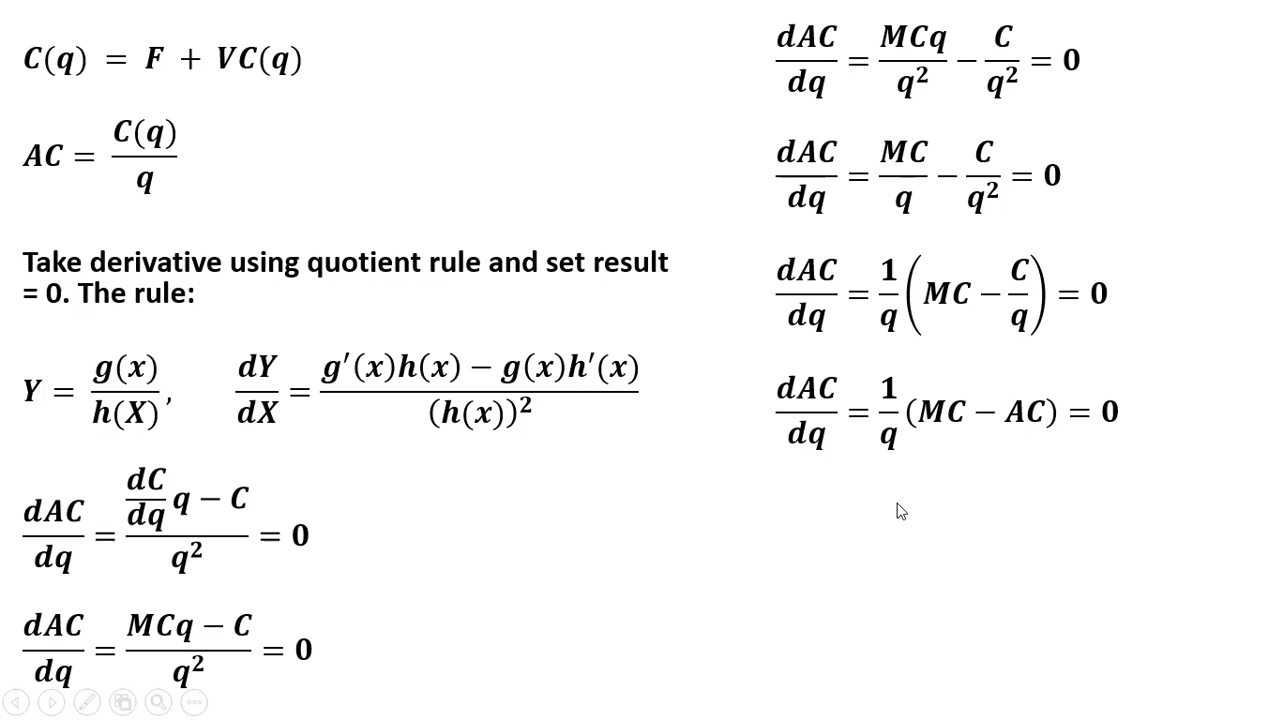 C(q) = F + VC(q)
AC = C(q)/q
Take derivative using quotient rule and set result
= 0. The rule:
Y = g(x)/h(X), dY/dX = (g′(x)h(x) − g(x)h′(x))/(h(x))²
dAC/dq = (dC/dq q − C)/q² = 0
dAC/dq = (MCq − C)/q² = 0
dAC/dq = MCq/q² − C/q² = 0
dAC/dq = MC/q − C/q² = 0
dAC/dq = 1/q (MC − C/q) = 0
dAC/dq = 1/q (MC − AC) = 0